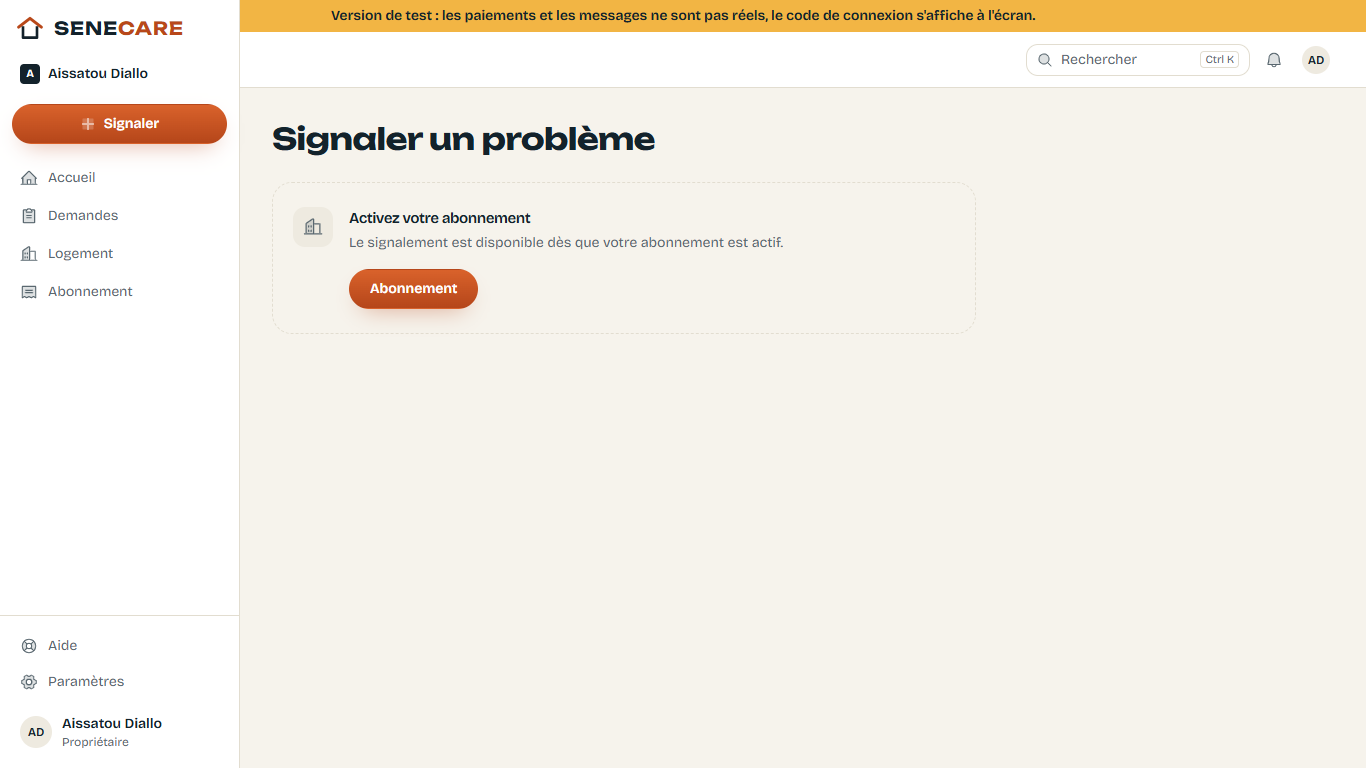 SENECARE
A Aissatou Diallo
Signaler
Accueil
Demandes
Logement
Abonnement
Aide
Paramètres
AD Aissatou Diallo
Propriétaire
Version de test : les paiements et les messages ne sont pas réels, le code de connexion s'affiche à l'écran.
Rechercher Ctrl K AD
Signaler un problème
Activez votre abonnement
Le signalement est disponible dès que votre abonnement est actif.
Abonnement